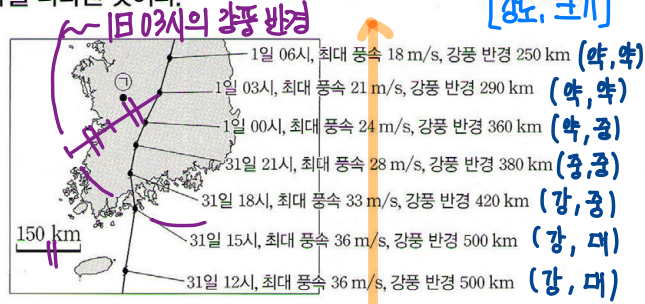 [강도, 크기]
1日 03시의 강풍 반경
1일 06시, 최대 풍속 18 m/s, 강풍 반경 250 km (약, 약)
㉠
1일 03시, 최대 풍속 21 m/s, 강풍 반경 290 km (약, 약)
1일 00시, 최대 풍속 24 m/s, 강풍 반경 360 km (약, 중)
31일 21시, 최대 풍속 28 m/s, 강풍 반경 380 km (중, 중)
31일 18시, 최대 풍속 33 m/s, 강풍 반경 420 km (강, 중)
150 km
31일 15시, 최대 풍속 36 m/s, 강풍 반경 500 km (강, 대)
31일 12시, 최대 풍속 36 m/s, 강풍 반경 500 km (강, 대)